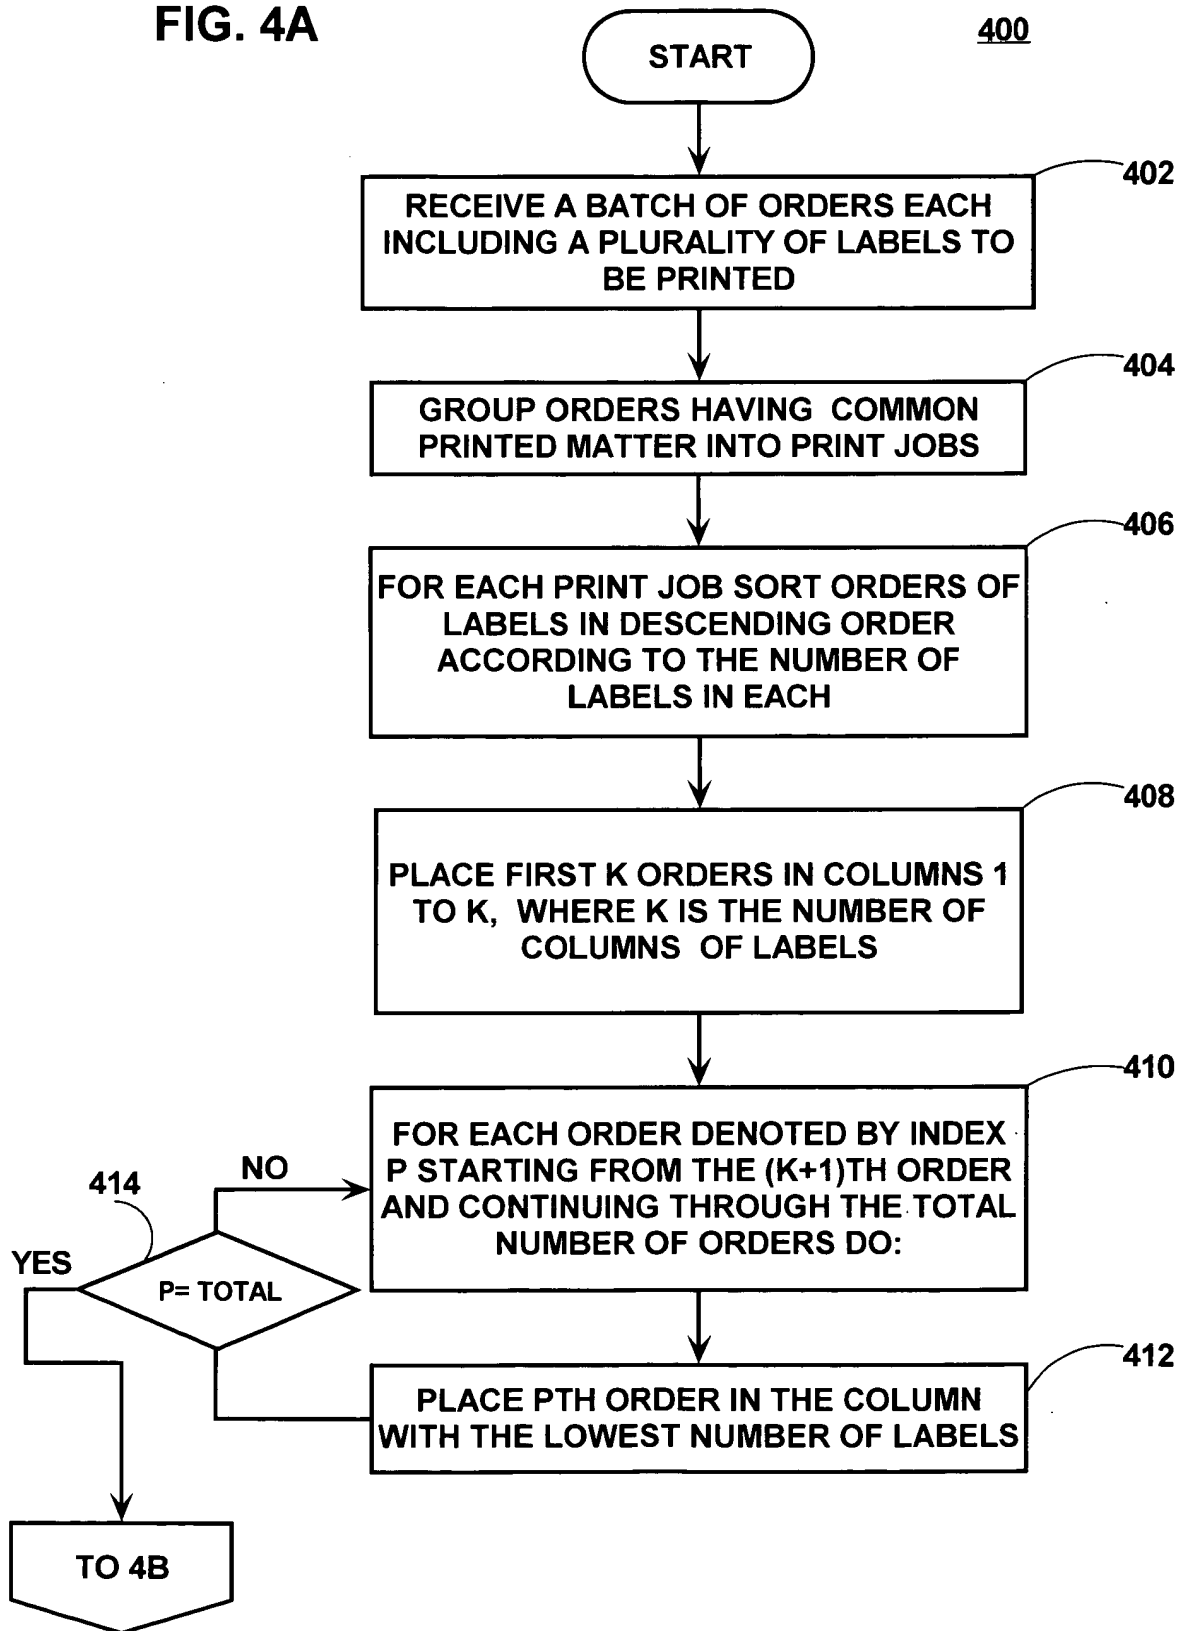 FIG. 4A
400
START
402
RECEIVE A BATCH OF ORDERS EACH
INCLUDING A PLURALITY OF LABELS TO
BE PRINTED
404
GROUP ORDERS HAVING COMMON
PRINTED MATTER INTO PRINT JOBS
406
FOR EACH PRINT JOB SORT ORDERS OF
LABELS IN DESCENDING ORDER
ACCORDING TO THE NUMBER OF
LABELS IN EACH
408
PLACE FIRST K ORDERS IN COLUMNS 1
TO K, WHERE K IS THE NUMBER OF
COLUMNS OF LABELS
410
FOR EACH ORDER DENOTED BY INDEX
P STARTING FROM THE (K+1)TH ORDER
AND CONTINUING THROUGH THE TOTAL
NUMBER OF ORDERS DO:
NO
414
YES
P= TOTAL
412
PLACE PTH ORDER IN THE COLUMN
WITH THE LOWEST NUMBER OF LABELS
TO 4B